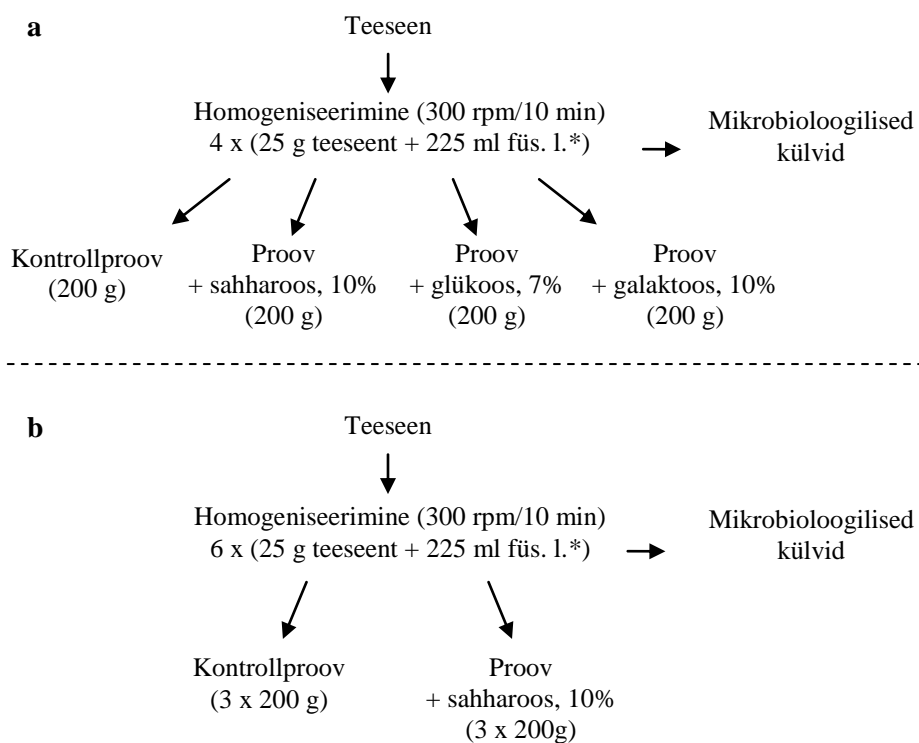 a
Teeseen
Homogeniseerimine (300 rpm/10 min)
4 x (25 g teeseent + 225 ml füs. l.*)
Mikrobioloogilised
külvid
Kontrollproov
(200 g)
Proov
+ sahharoos, 10%
(200 g)
Proov
+ glükoos, 7%
(200 g)
Proov
+ galaktoos, 10%
(200 g)
b
Teeseen
Homogeniseerimine (300 rpm/10 min)
6 x (25 g teeseent + 225 ml füs. l.*)
Mikrobioloogilised
külvid
Kontrollproov
(3 x 200 g)
Proov
+ sahharoos, 10%
(3 x 200g)